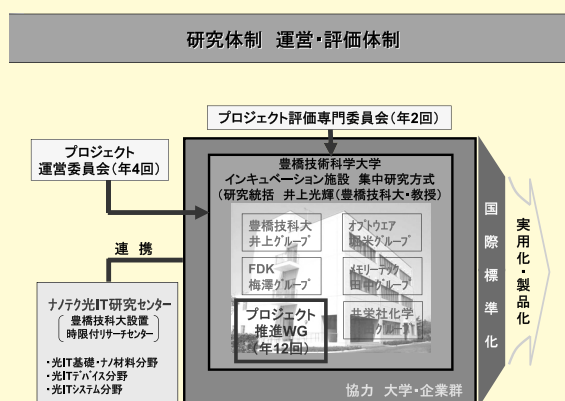 研究体制 運営・評価体制
プロジェクト評価専門委員会(年2回)
プロジェクト
運営委員会(年4回)
豊橋技術科学大学
インキュベーション施設 集中研究方式
(研究統括 井上光輝(豊橋技科大・教授)
豊橋技科大
井上グループ
オプトウエア
堀米グループ
FDK
梅澤グループ
メモリーテック
田中グループ
プロジェクト
推進WG
(年12回)
共栄社化学
グループ
連携
ナノテク光IT研究センター
豊橋技科大設置
時限付リサーチセンター
・光IT基礎・ナノ材料分野
・光ITデバイス分野
・光ITシステム分野
協力 大学・企業群
国際標準化
実用化・製品化